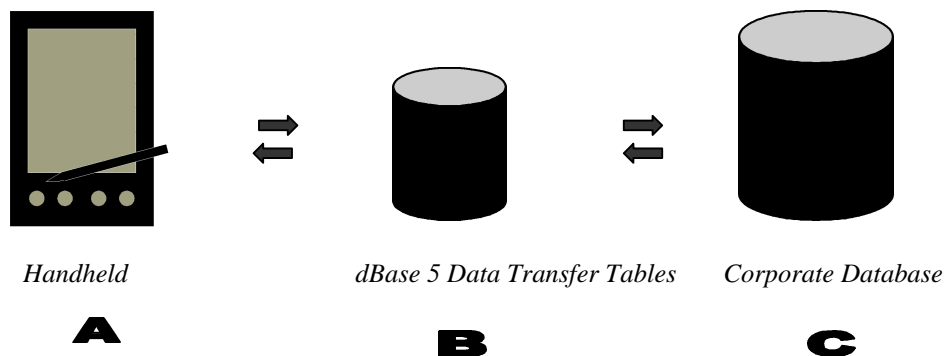 Handheld dBase 5 Data Transfer Tables Corporate Database
A B C